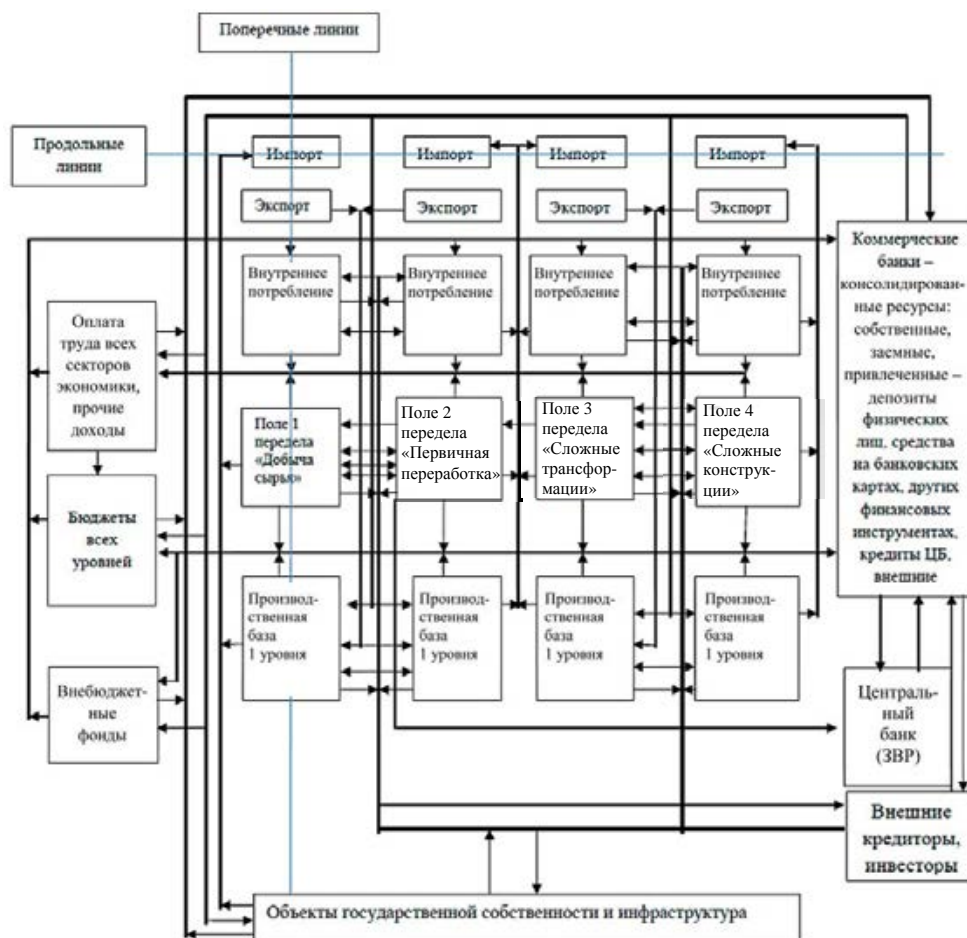 Поперечные линии
Продольные
линии
Импорт
Импорт
Импорт
Импорт
Экспорт
Экспорт
Экспорт
Экспорт
Внутреннее
потребление
Внутреннее
потребление
Внутреннее
потребление
Внутреннее
потребление
Коммерческие
банки –
консолидирован-
ные ресурсы:
собственные,
заемные,
привлеченные –
депозиты
физических
лиц, средства
на банковских
картах, других
финансовых
инструментах,
кредиты ЦБ,
внешние
Оплата
труда всех
секторов
экономики,
прочие
доходы
Поле 1
передела
«Добыча
сырья»
Поле 2
передела
«Первичная
переработка»
Поле 3
передела
«Сложные
трансфор-
мации»
Поле 4
передела
«Сложные
конструк-
ции»
Бюджеты
всех
уровней
Производ-
ственная
база
1 уровня
Производ-
ственная
база
1 уровня
Производ-
ственная
база
1 уровня
Производ-
ственная
база
1 уровня
Внебюджет-
ные
фонды
Централь-
ный
банк
(ЗВР)
Внешние
кредиторы,
инвесторы
Объекты государственной собственности и инфраструктура